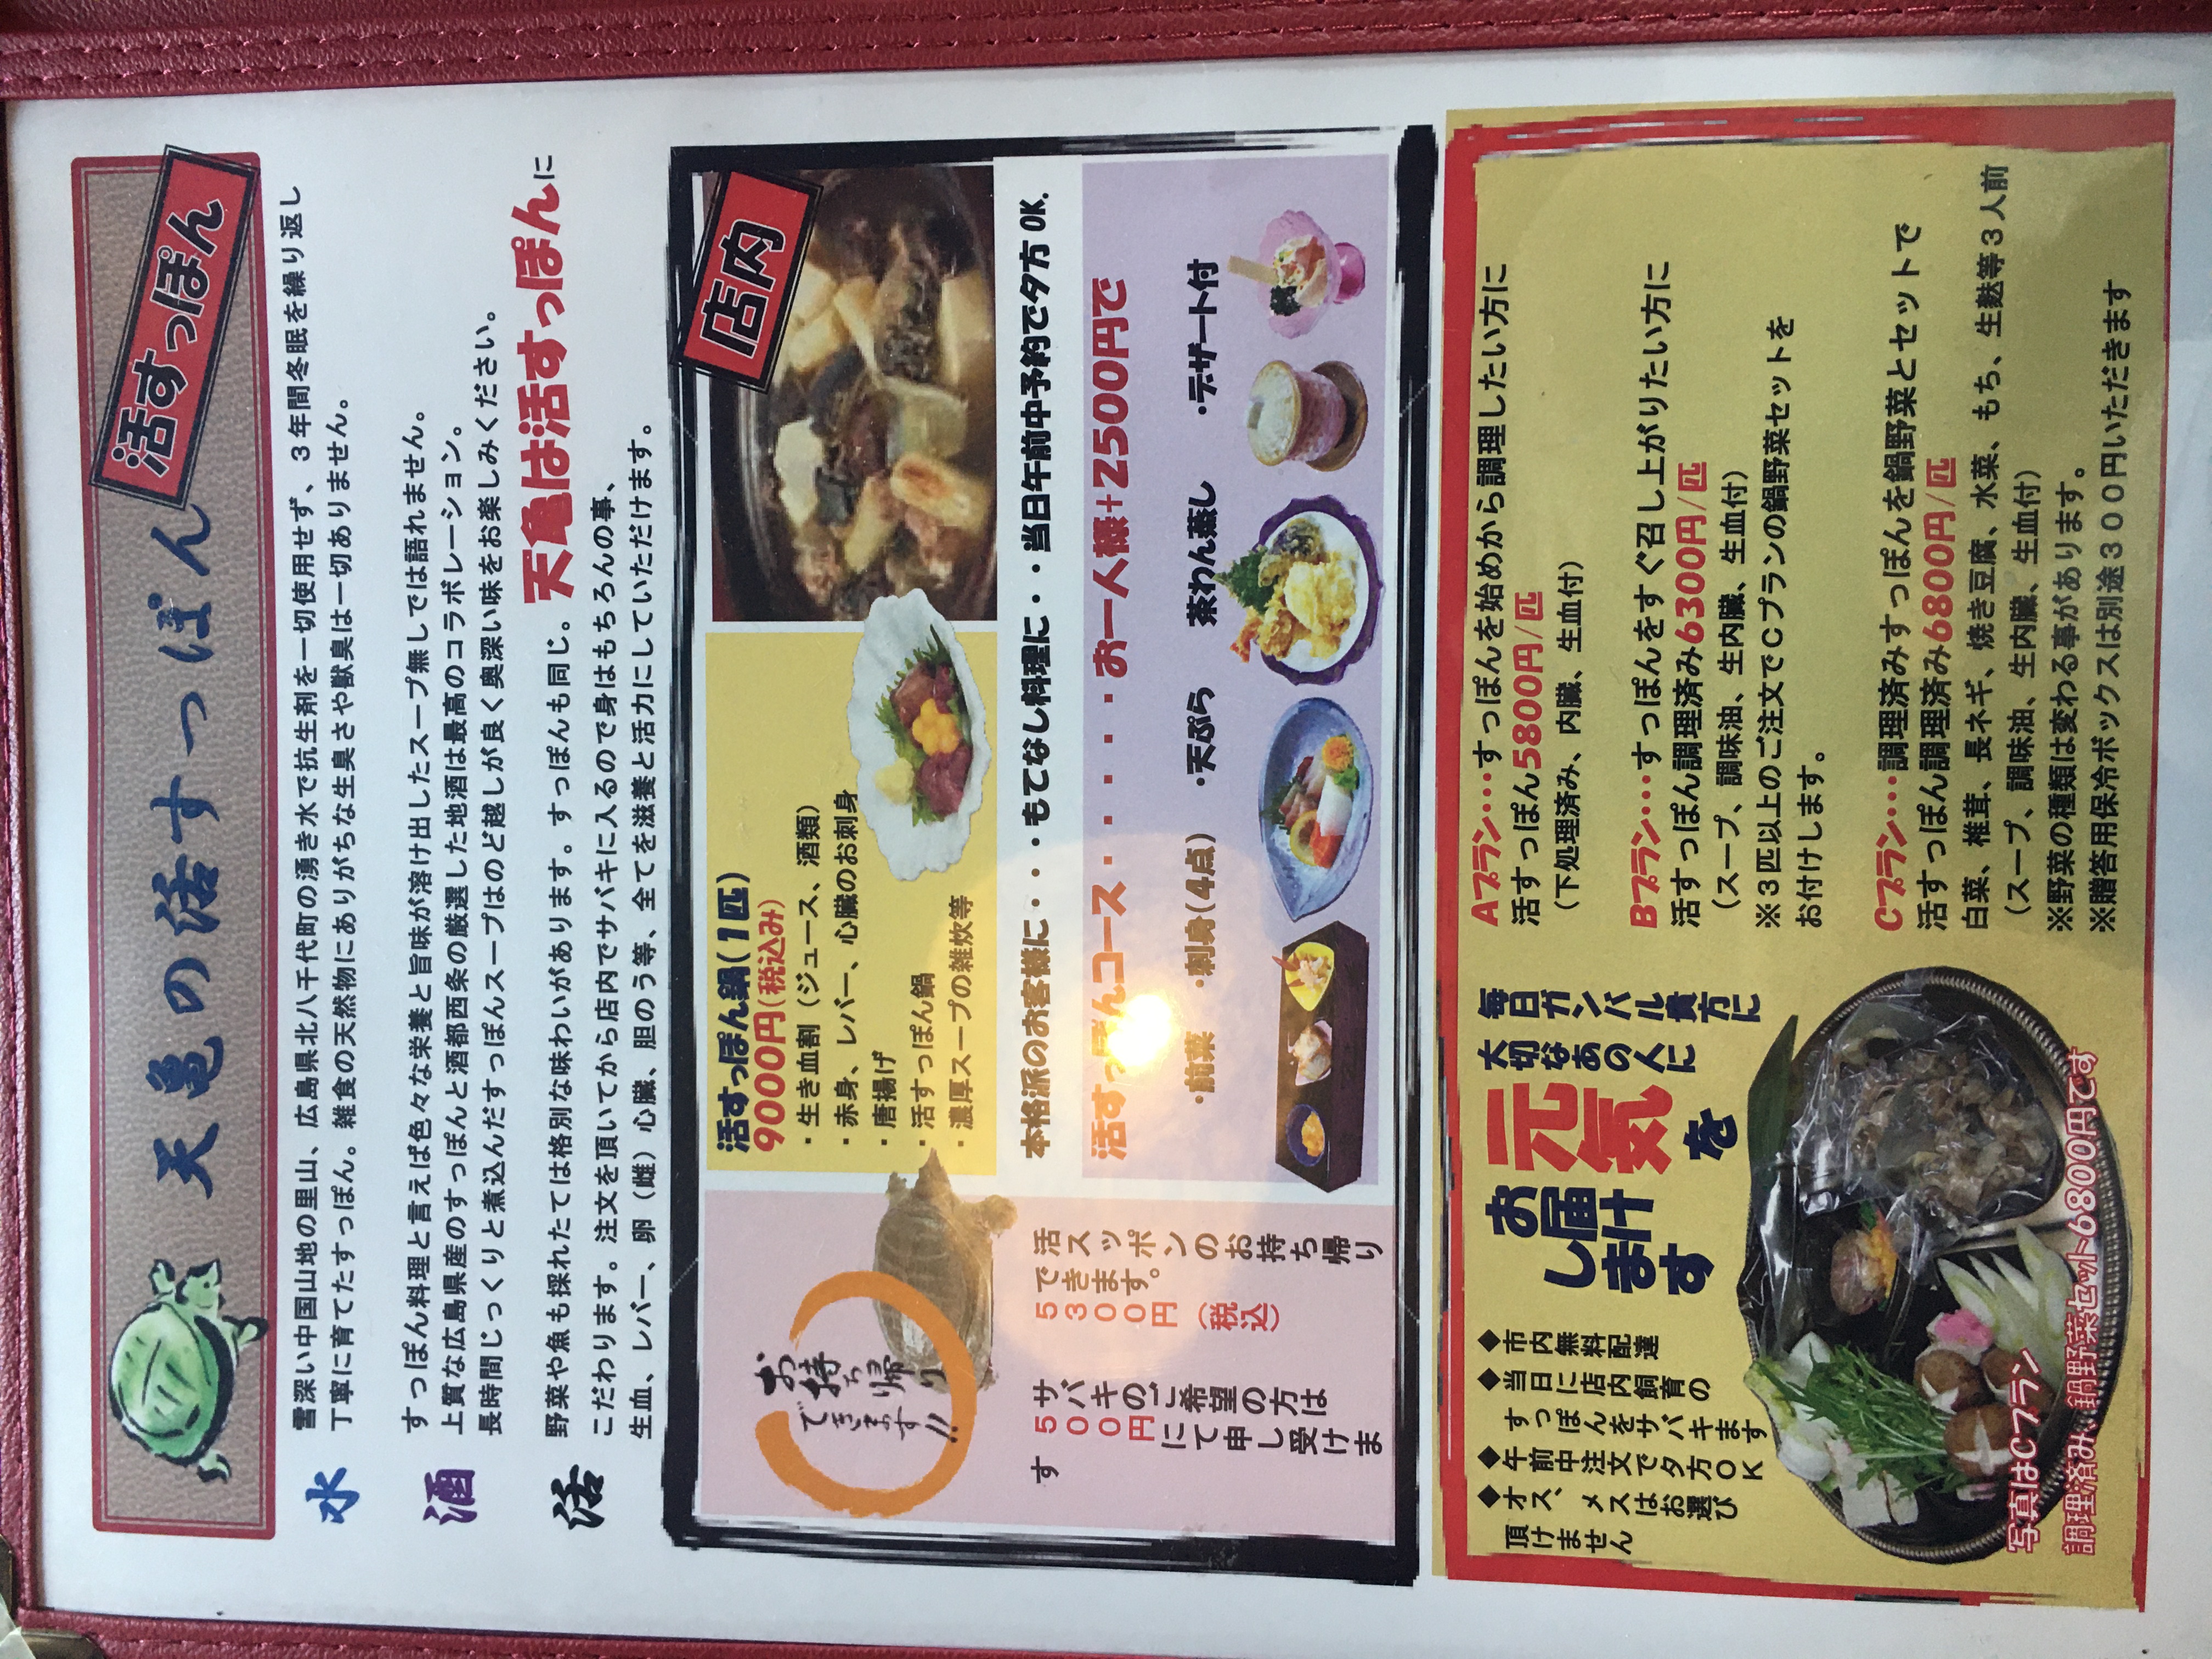 天亀の活すっぽん
活すっぽん
水
雪深い中国山地の里山、広島県北八千代町の湧き水で抗生剤を一切使用せず、３年間冬眠を繰り返し
丁寧に育てたすっぽん。雑食の天然物にありがちな生臭さや獣臭は一切ありません。
酒
すっぽん料理と言えば色々な栄養と旨味が溶け出したスープ無しでは語れません。
上質な広島県産のすっぽんと酒都西条の厳選した地酒は最高のコラボレーション。
長時間じっくりと煮込んだすっぽんスープはのど越しが良く奥深い味をお楽しみください。
活
野菜や魚も採れたては格別な味わいがあります。すっぽんも同じ。天亀は活すっぽんに
こだわります。注文を頂いてから店内でサバキに入るので身はもちろんの事、
生血、レバー、卵（雌）心臓、胆のう等、全てを滋養と活力にしていただけます。
店内
お持ち帰り
できます!!
活スッポンのお持ち帰り
できます。
５３００円（税込）
サバキのご希望の方は
５００円にて申し受けま
す
活すっぽん鍋(1匹)
9000円(税込み)
・生き血割（ジュース、酒類）
・赤身、レバー、心臓のお刺身
・唐揚げ
・活すっぽん鍋
・濃厚スープの雑炊等
本格派のお客様に・・・もてなし料理に・・当日午前中予約で夕方OK.
活すっぽんコース・・・・・お一人様+2500円で
・前菜　・刺身(4点)　・天ぷら　茶わん蒸し　・デザート付
毎日ガンバル貴方に
大切なあの人に
元気を
お届け
します
◆市内無料配達
◆当日に店内飼育の
すっぽんをサバキます
◆午前中注文で夕方ＯＫ
◆オス、メスはお選び
頂けません
写真はCプラン
調理済み、鍋野菜セット6800円です
Aプラン･･･すっぽんを始めから調理したい方に
活すっぽん5800円/匹
（下処理済み、内臓、生血付）
Bプラン･･･すっぽんをすぐ召し上がりたい方に
活すっぽん調理済み6300円/匹
（スープ、調味油、生内臓、生血付）
※３匹以上のご注文でＣプランの鍋野菜セットを
お付けします。
Cプラン･･･調理済みすっぽんを鍋野菜とセットで
活すっぽん調理済み6800円/匹
白菜、椎茸、長ネギ、焼き豆腐、水菜、もち、生麩等３人前
（スープ、調味油、生内臓、生血付）
※野菜の種類は変わる事があります。
※贈答用保冷ボックスは別途３００円いただきます